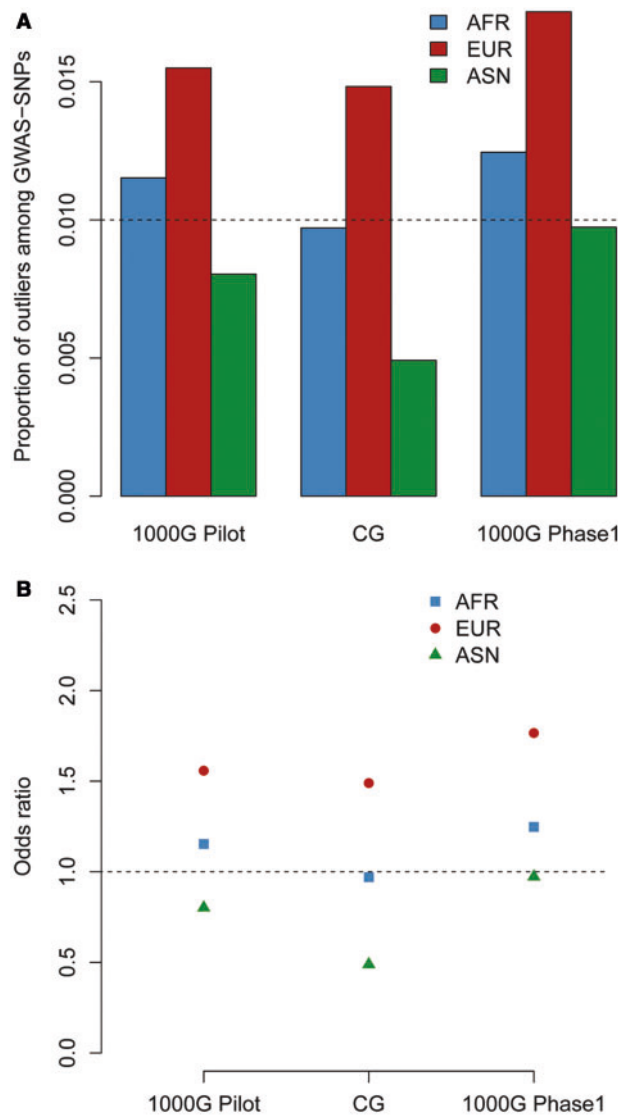 A
AFR
EUR
ASN
Proportion of outliers among GWAS−SNPs
0.015
0.010
0.005
0.000
1000G Pilot CG 1000G Phase1
B
AFR
EUR
ASN
Odds ratio
2.5
2.0
1.5
1.0
0.5
0.0
1000G Pilot CG 1000G Phase1